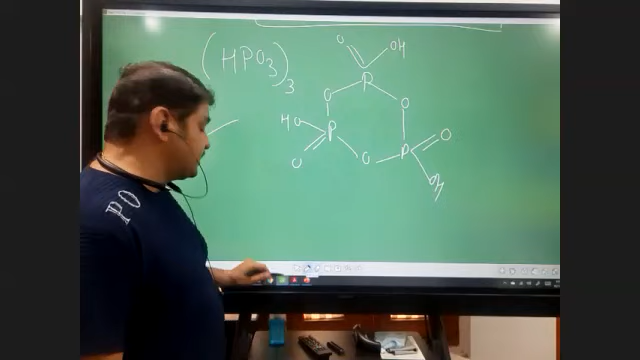 (HPO3)3
O OH
P
O O
HO P
O O P O
OH
PO